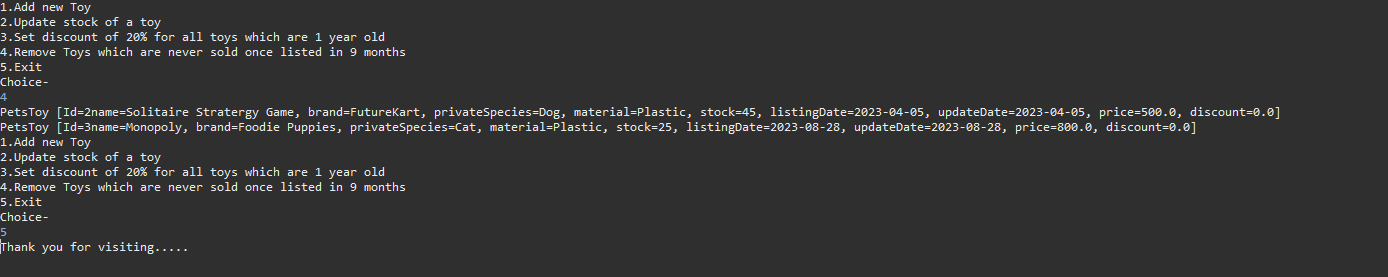 1.Add new Toy
2.Update stock of a toy
3.Set discount of 20% for all toys which are 1 year old
4.Remove Toys which are never sold once listed in 9 months
5.Exit
Choice-
4
PetsToy [Id=2name=Solitaire Stratergy Game, brand=FutureKart, privateSpecies=Dog, material=Plastic, stock=45, listingDate=2023-04-05, updateDate=2023-04-05, price=500.0, discount=0.0]
PetsToy [Id=3name=Monopoly, brand=Foodie Puppies, privateSpecies=Cat, material=Plastic, stock=25, listingDate=2023-08-28, updateDate=2023-08-28, price=800.0, discount=0.0]
1.Add new Toy
2.Update stock of a toy
3.Set discount of 20% for all toys which are 1 year old
4.Remove Toys which are never sold once listed in 9 months
5.Exit
Choice-
5
Thank you for visiting.....